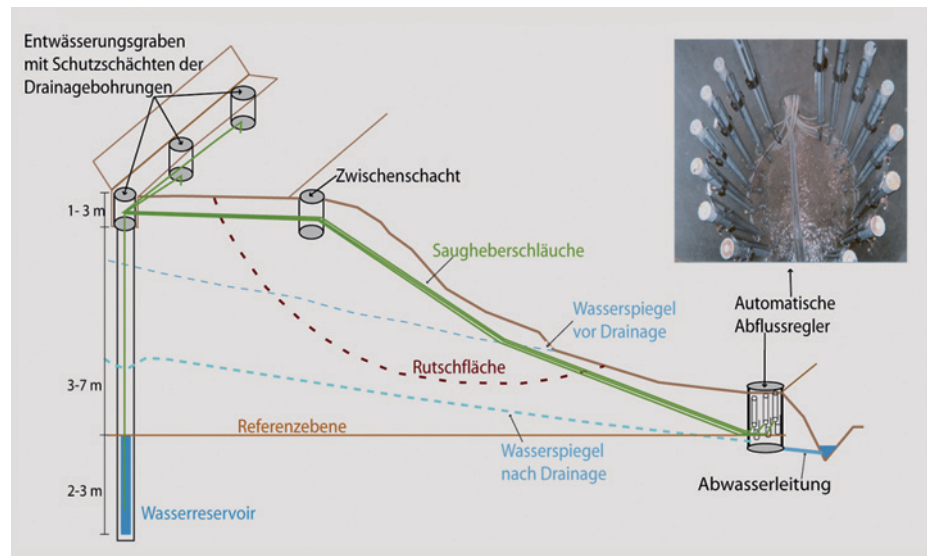 Entwässerungsgraben
mit Schutzschächten der
Drainagebohrungen
Zwischenschacht
1- 3 m
Saugheberschläuche
Automatische
Abflussregler
Wasserspiegel
vor Drainage
Rutschfläche
3-7 m
Referenzebene
Wasserspiegel
nach Drainage
Abwasserleitung
2-3 m
Wasserreservoir